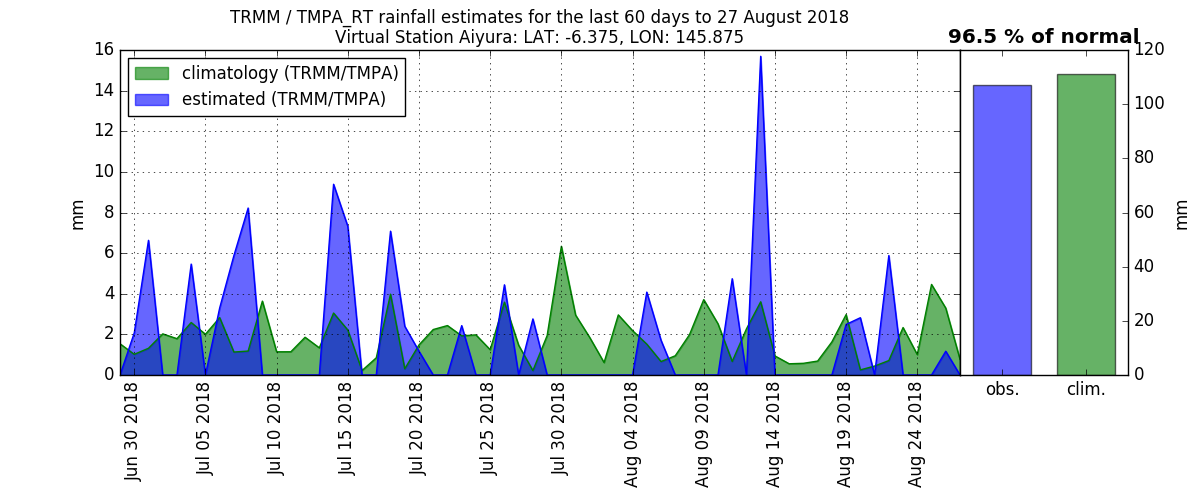 TRMM / TMPA_RT rainfall estimates for the last 60 days to 27 August 2018
Virtual Station Aiyura: LAT: -6.375, LON: 145.875
96.5 % of normal
climatology (TRMM/TMPA)
estimated (TRMM/TMPA)
16
14
12
10
8
6
4
2
0
mm
Jun 30 2018
Jul 05 2018
Jul 10 2018
Jul 15 2018
Jul 20 2018
Jul 25 2018
Jul 30 2018
Aug 04 2018
Aug 09 2018
Aug 14 2018
Aug 19 2018
Aug 24 2018
obs.
clim.
120
100
80
60
40
20
0
mm